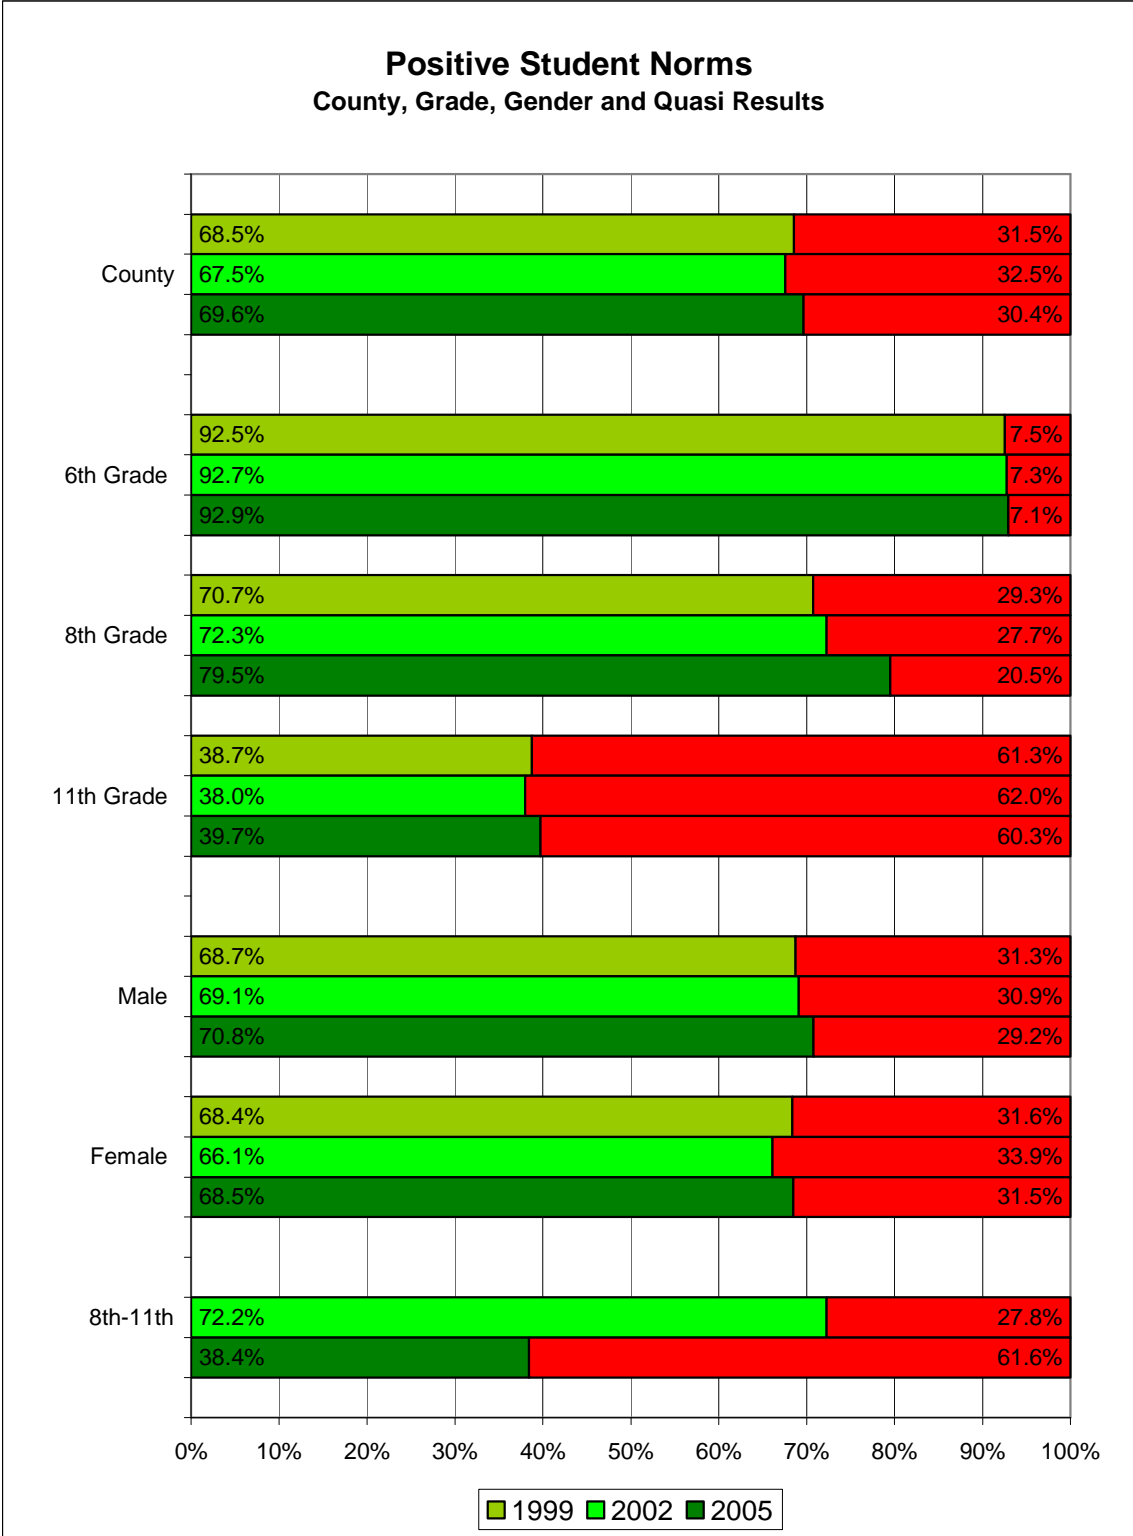 Positive Student Norms
County, Grade, Gender and Quasi Results
68.5% 31.5%
County 67.5% 32.5%
69.6% 30.4%
92.5% 7.5%
6th Grade 92.7% 7.3%
92.9% 7.1%
70.7% 29.3%
8th Grade 72.3% 27.7%
79.5% 20.5%
38.7% 61.3%
11th Grade 38.0% 62.0%
39.7% 60.3%
68.7% 31.3%
Male 69.1% 30.9%
70.8% 29.2%
68.4% 31.6%
Female 66.1% 33.9%
68.5% 31.5%
8th-11th 72.2% 27.8%
38.4% 61.6%
0% 10% 20% 30% 40% 50% 60% 70% 80% 90% 100%
1999 2002 2005